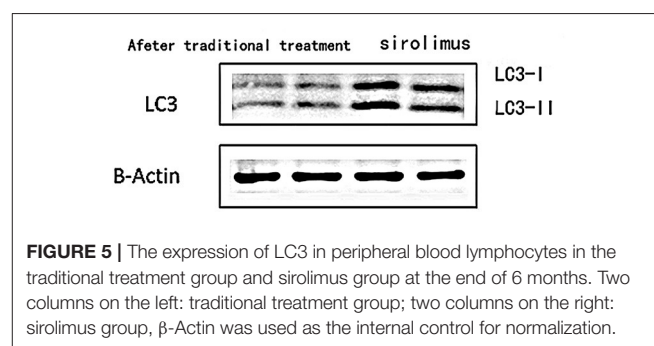 Afeter traditional treatment sirolimus
LC3-I
LC3
LC3-II
B-Actin
FIGURE 5 | The expression of LC3 in peripheral blood lymphocytes in the
traditional treatment group and sirolimus group at the end of 6 months. Two
columns on the left: traditional treatment group; two columns on the right:
sirolimus group, β-Actin was used as the internal control for normalization.